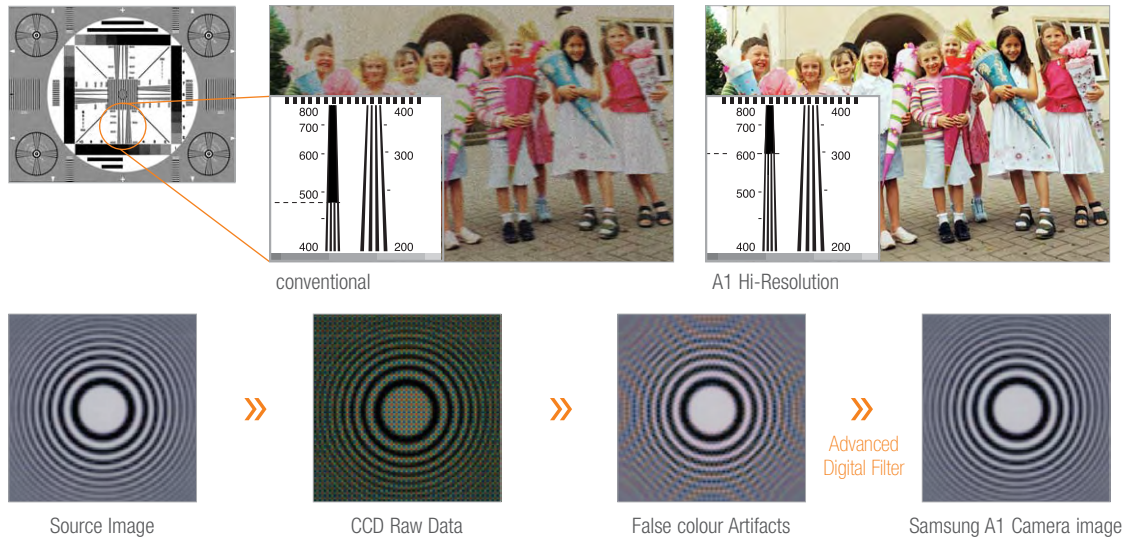 800
700
600
500
400
400
300
200
conventional
800
700
600
500
400
400
300
200
A1 Hi-Resolution
»
»
»
Advanced
Digital Filter
Source Image
CCD Raw Data
False colour Artifacts
Samsung A1 Camera image